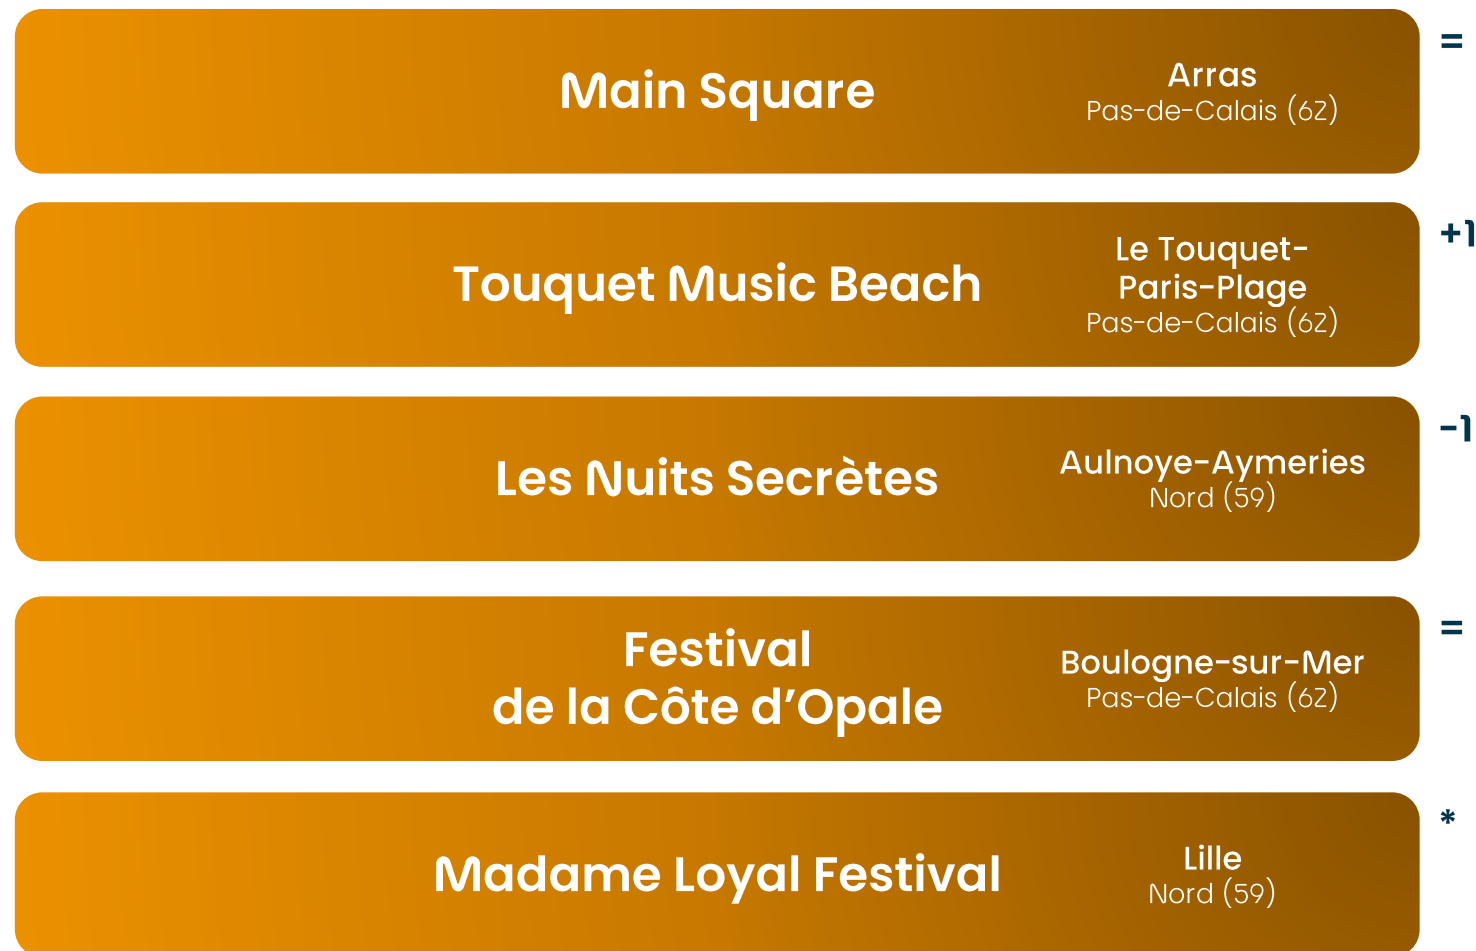 Main Square
Arras
Pas-de-Calais (62)
=
Touquet Music Beach
Le Touquet-
Paris-Plage
Pas-de-Calais (62)
+1
Les Nuits Secrètes
Aulnoye-Aymeries
Nord (59)
-1
Festival
de la Côte d’Opale
Boulogne-sur-Mer
Pas-de-Calais (62)
=
Madame Loyal Festival
Lille
Nord (59)
*